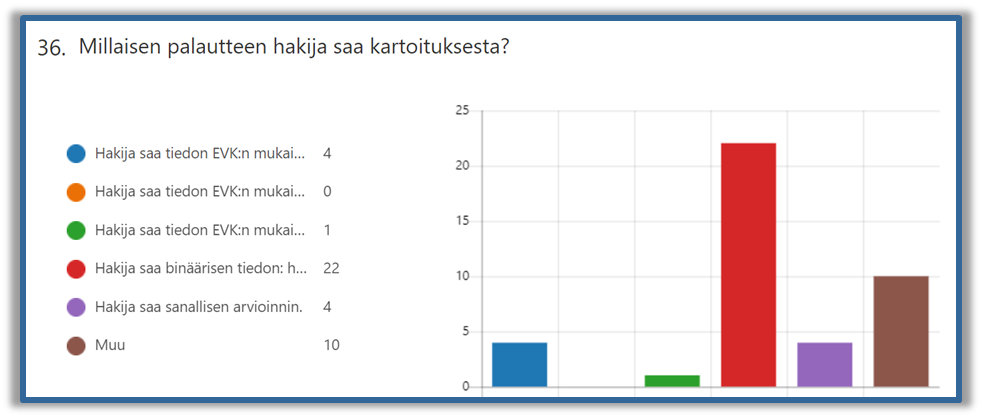 36. Millaisen palautteen hakija saa kartoituksesta?
Hakija saa tiedon EVK:n mukai... 4
Hakija saa tiedon EVK:n mukai... 0
Hakija saa tiedon EVK:n mukai... 1
Hakija saa binäärisen tiedon: h... 22
Hakija saa sanallisen arvioinnin. 4
Muu 10
25
20
15
10
5
0